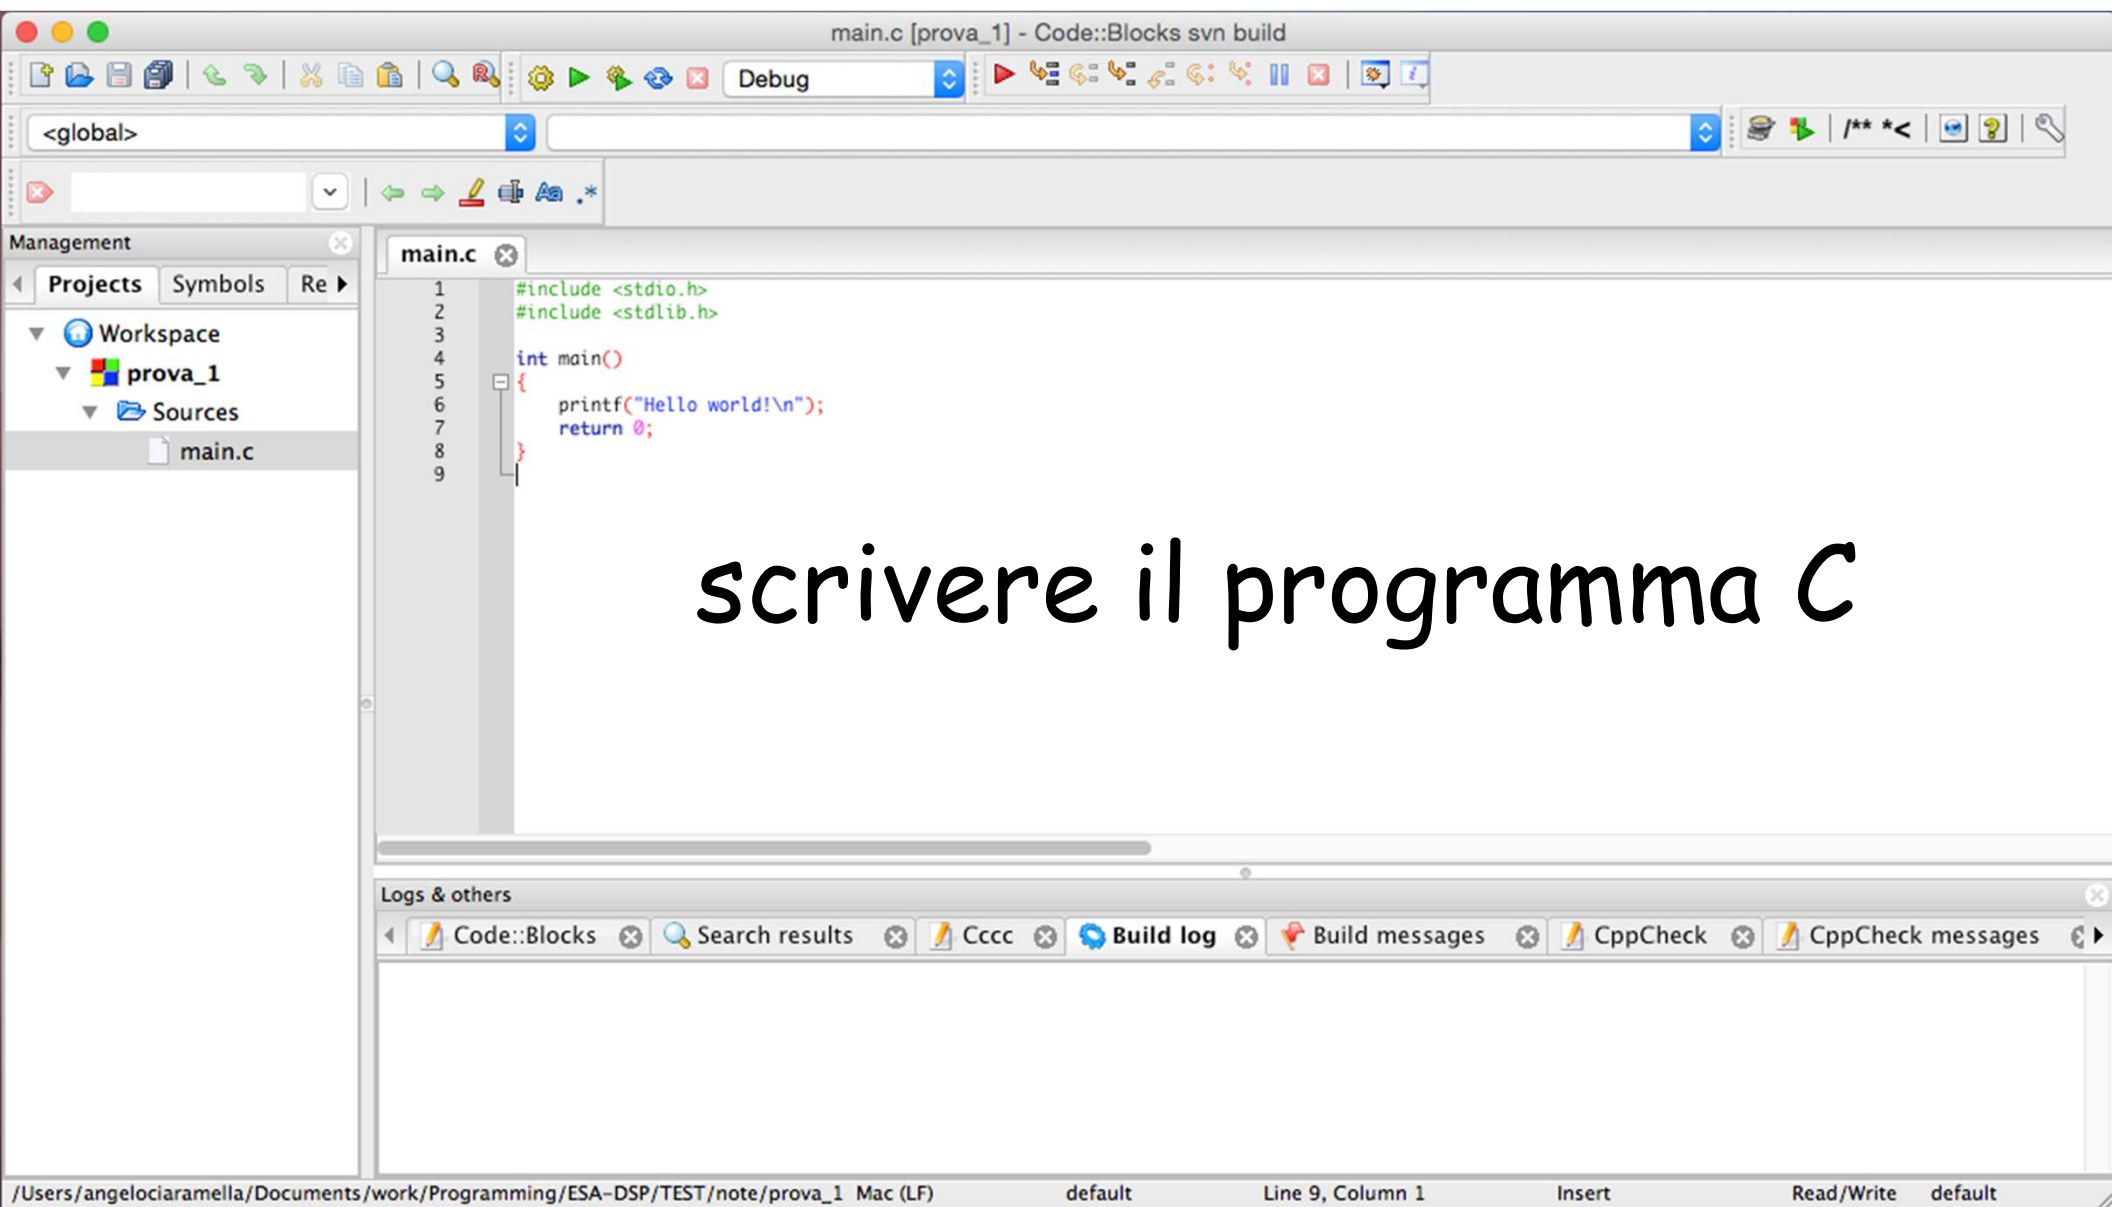 main.c [prova_1] - Code::Blocks svn build
Debug
<global>
/** *<
Aa .*
Management
Projects Symbols Re
Workspace
prova_1
Sources
main.c
main.c
1 #include <stdio.h>
2 #include <stdlib.h>
3
4 int main()
5 {
6 printf("Hello world!\n");
7 return 0;
8 }
9
scrivere il programma C
Logs & others
Code::Blocks Search results Cccc Build log Build messages CppCheck CppCheck messages
/Users/angelociaramella/Documents/work/Programming/ESA-DSP/TEST/note/prova_1 Mac (LF) default Line 9, Column 1 Insert Read/Write default